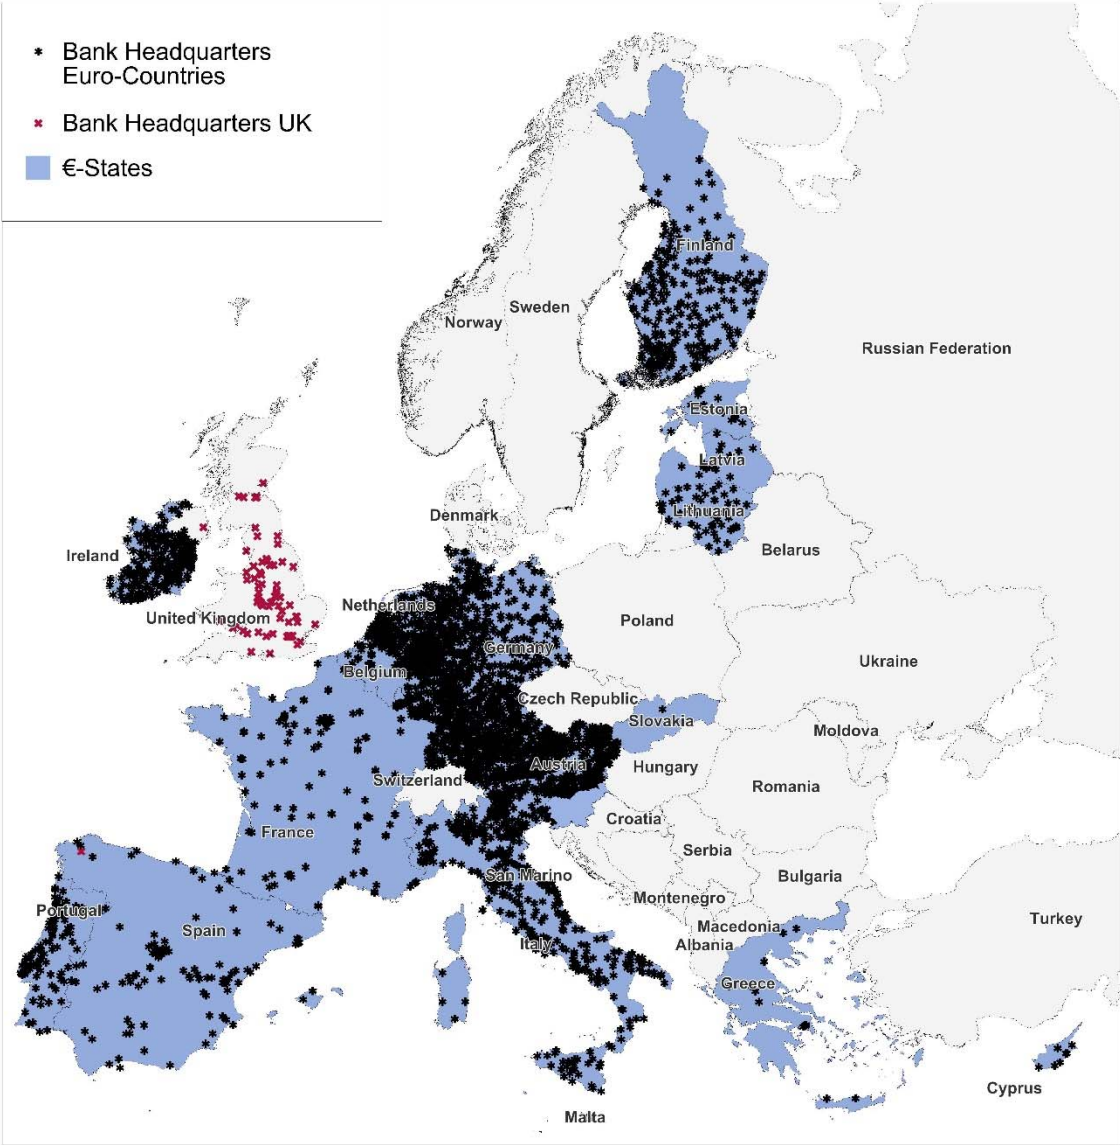 Bank Headquarters
Euro-Countries
Bank Headquarters UK
€-States
Finland
Sweden
Norway
Russian Federation
Estonia
Latvia
Lithuania
Denmark
Ireland
Belarus
Netherlands
United Kingdom
Poland
Germany
Ukraine
Belgium
Czech Republic
Slovakia
Moldova
Austria
Hungary
Switzerland
Romania
Croatia
France
Serbia
San Marino
Bulgaria
Montenegro
Portugal
Turkey
Macedonia
Spain
Italy
Albania
Greece
Cyprus
Malta